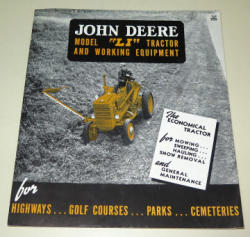 JOHN DEERE
MODEL "LI" TRACTOR
AND WORKING EQUIPMENT
The
ECONOMICAL
TRACTOR
for MOWING...
SWEEPING...
HAULING...
SNOW REMOVAL
and
GENERAL
MAINTENANCE
for
HIGHWAYS... GOLF COURSES... PARKS... CEMETERIES